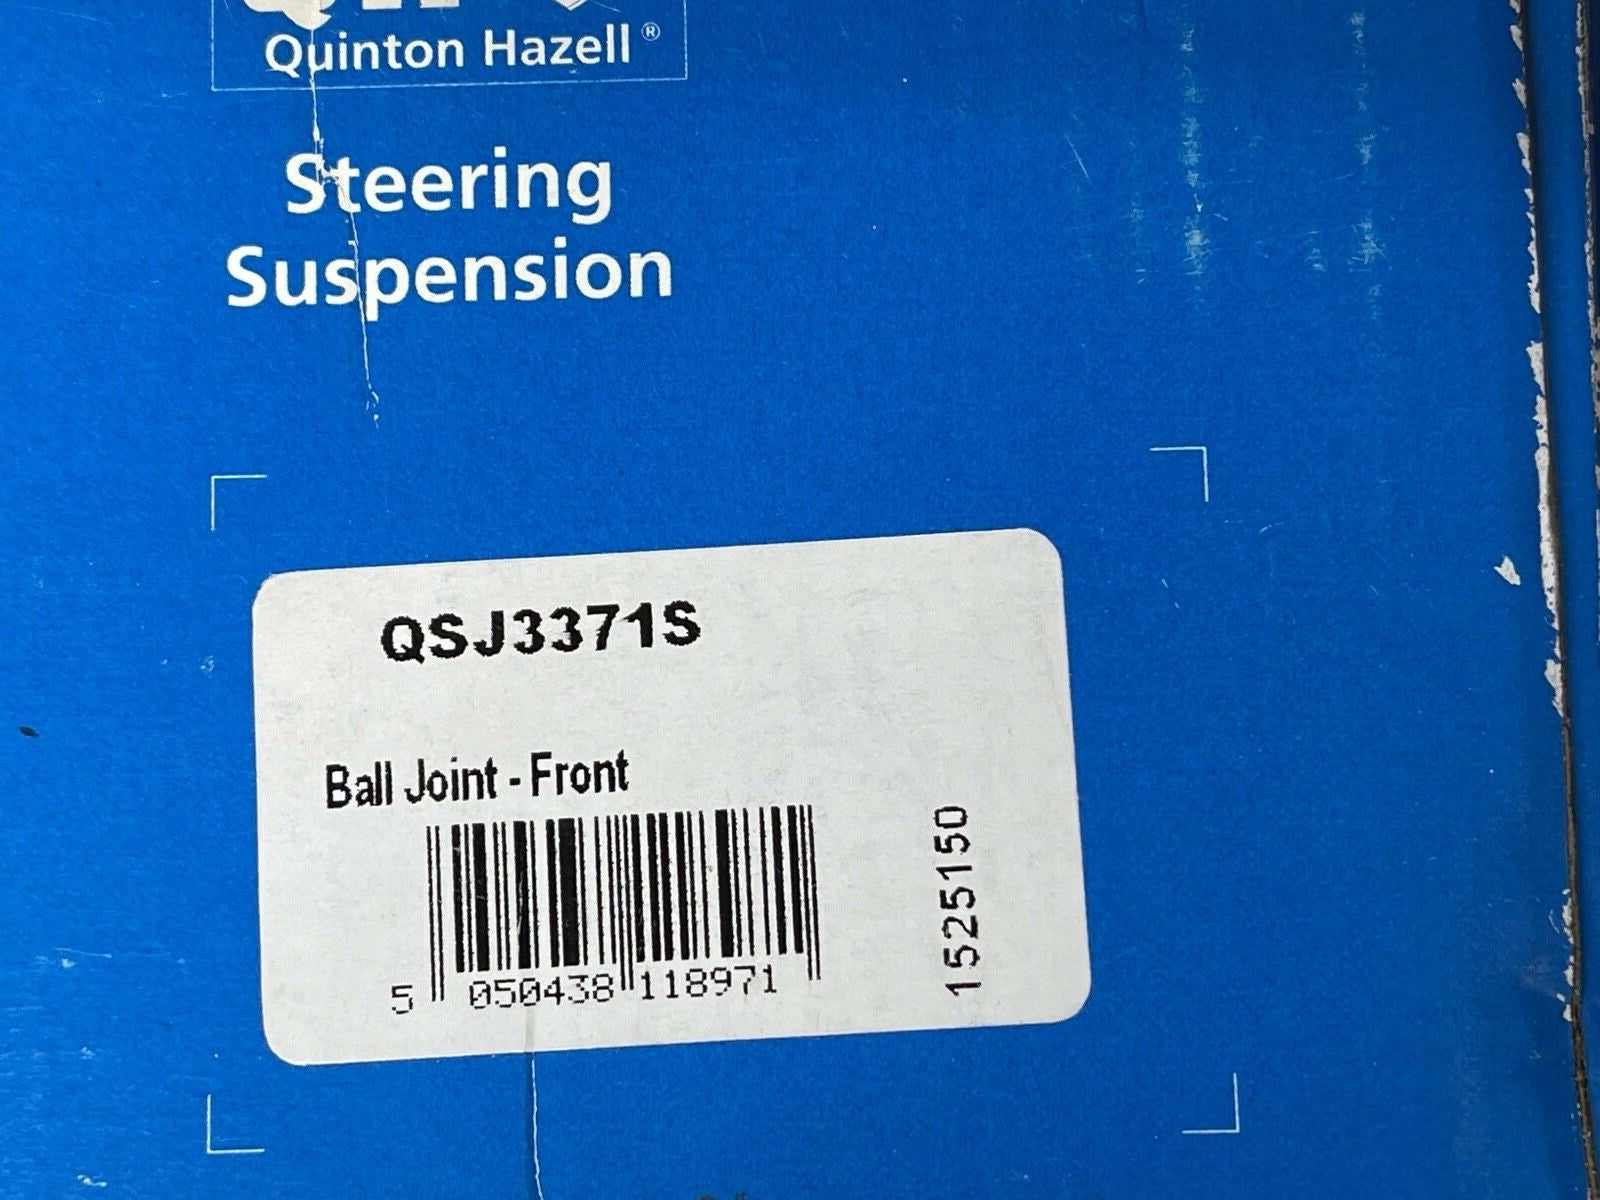 Quinton Hazell®
Steering
Suspension
QSJ3371S
Ball Joint - Front
5 050438 118971
1525150